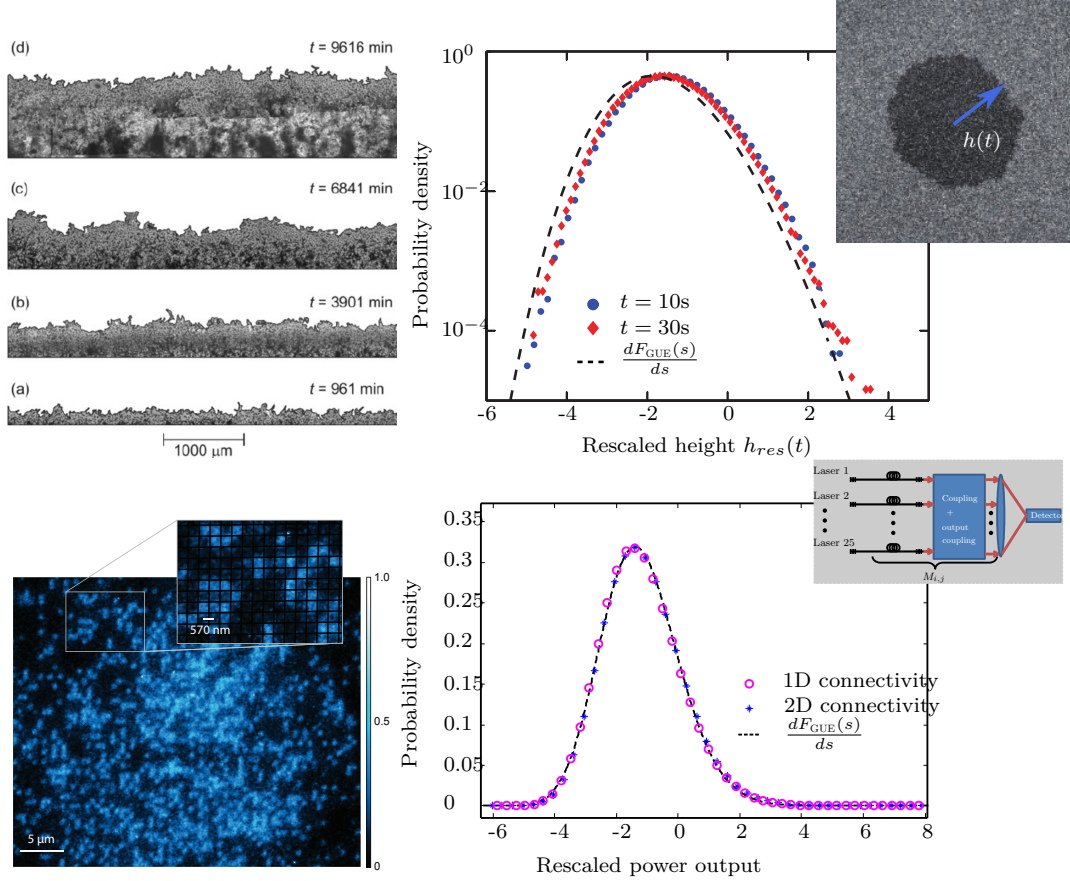 (d)
t = 9616 min
(c)
t = 6841 min
(b)
t = 3901 min
(a)
t = 961 min
1000 μm
Probability density
10^0
10^-2
10^-4
-6
-4
-2
0
2
4
Rescaled height h_res(t)
t = 10s
t = 30s
dF_GUE(s)
ds
h(t)
570 nm
5 μm
1.0
0.5
0
Probability density
0.35
0.3
0.25
0.2
0.15
0.1
0.05
0
-6
-4
-2
0
2
4
6
8
Rescaled power output
1D connectivity
2D connectivity
dF_GUE(s)
ds
Laser 1
Laser 2
Laser 25
Coupling
+
output
coupling
Detector
M_i,j